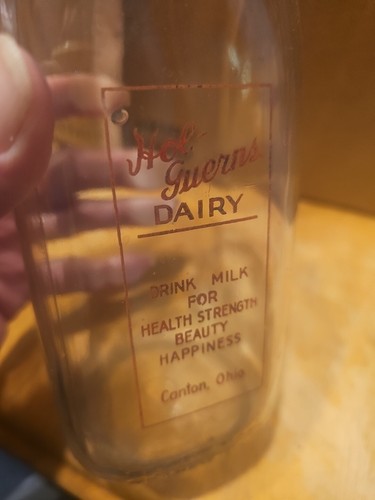 Hol-
Guerns
DAIRY
DRINK MILK
FOR
HEALTH STRENGTH
BEAUTY
HAPPINESS
Canton, Ohio